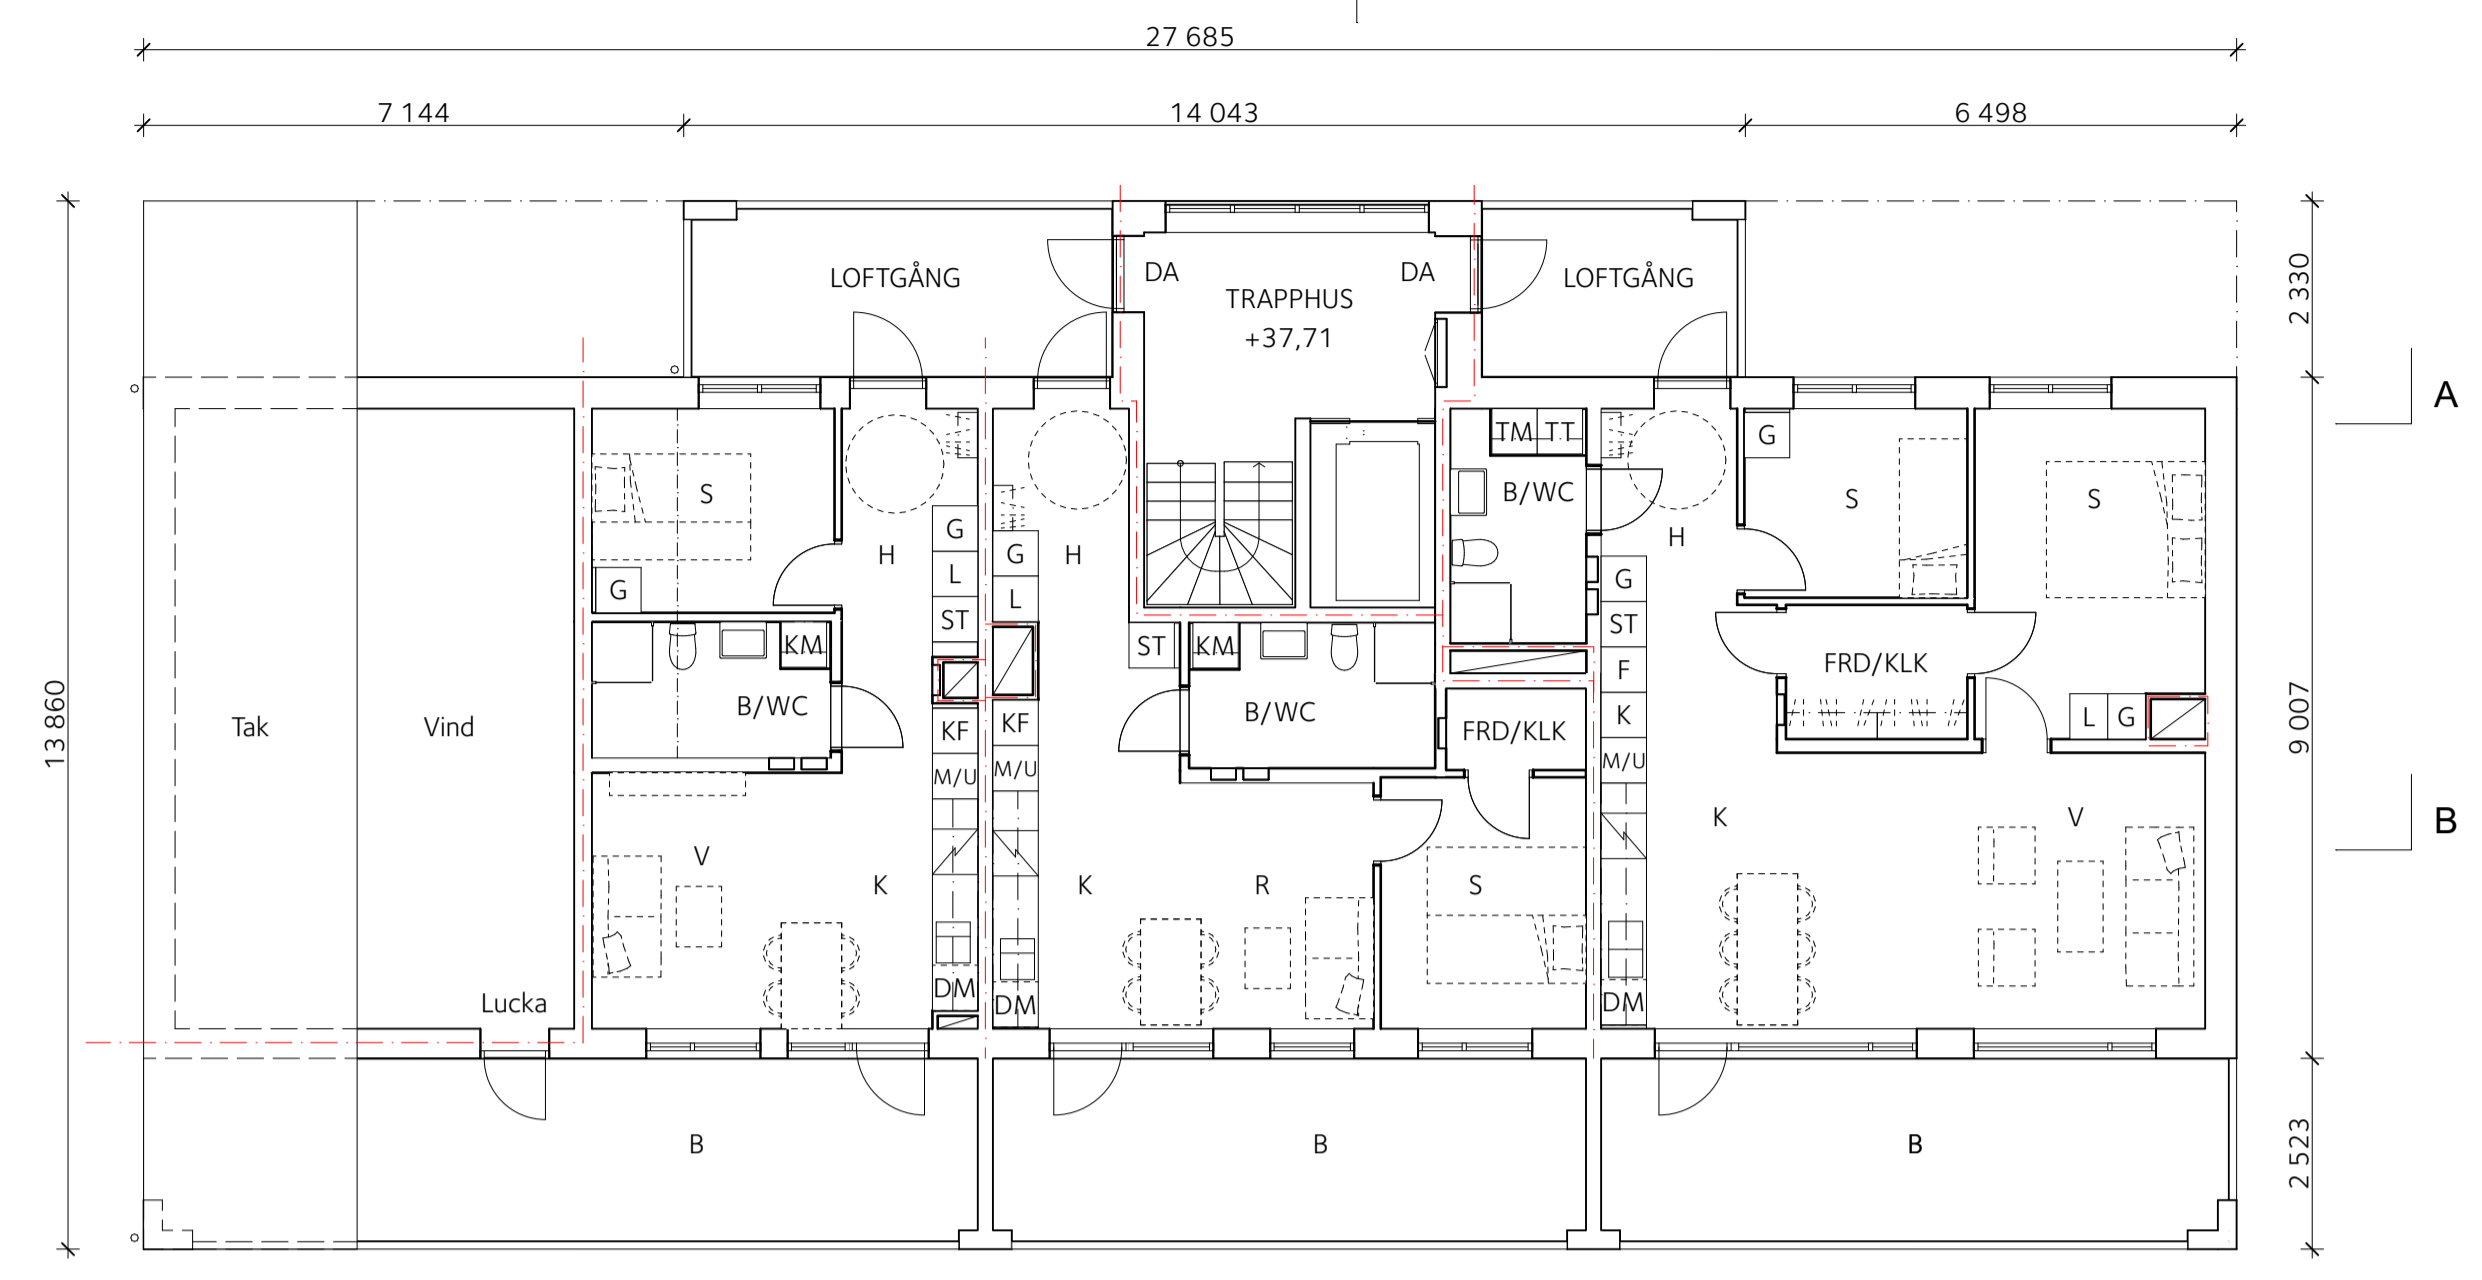 27 685
7 144
14 043
6 498
LOFTGÅNG
DA
DA
LOFTGÅNG
TRAPPHUS
+37,71
2 330
A
TM
TT
G
S
B/WC
S
S
G
H
G
H
H
L
L
G
G
ST
ST
KM
ST
KM
F
FRD/KLK
13 860
Tak
Vind
B/WC
KF
KF
B/WC
FRD/KLK
K
L
G
9 007
M/U
M/U
M/U
V
K
K
R
S
K
V
B
Lucka
DM
DM
DM
B
B
B
2 523